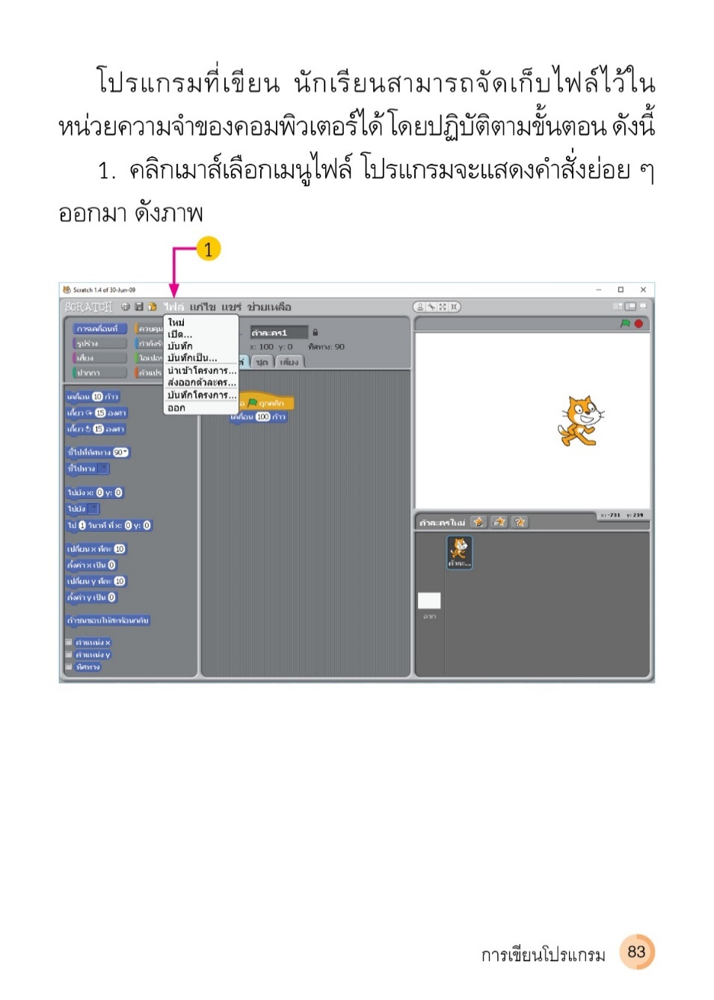 โปรแกรมที่เขียน นักเรียนสามารถจัดเก็บไฟล์ไว้ใน
หน่วยความจำของคอมพิวเตอร์ได้ โดยปฏิบัติตามขั้นตอน ดังนี้
1. คลิกเมาส์เลือกเมนูไฟล์ โปรแกรมจะแสดงคำสั่งย่อย ๆ
ออกมา ดังภาพ
1
Scratch 1.4 of 30-Jun-09
SCRATCH ไฟล์ แก้ไข แชร์ ช่วยเหลือ
ใหม่
เปิด...
บันทึก
บันทึกเป็น...
นำเข้าโครงการ...
ส่งออกตัวละคร...
บันทึกโครงการ...
ออก
การเคลื่อนที่ ควบคุม
รูปร่าง
เสียง
ปากกา ตัวแปร
ตัวละคร1
x: 100 y: 0 ทิศทาง: 90
ชุด เสียง
ถูกคลิก
เคลื่อน 100 ก้าว
เคลื่อน 10 ก้าว
เลี้ยว 15 องศา
เลี้ยว 15 องศา
ชี้ไปที่ทิศทาง 90
ชี้ไปทาง
ไปยัง x: 0 y: 0
ไปยัง
ไป 1 วินาที ที่ x: 0 y: 0
เปลี่ยน x ทีละ 10
ตั้งค่า x เป็น 0
เปลี่ยน y ทีละ 10
ตั้งค่า y เป็น 0
ถ้าชนขอบให้สะท้อนกลับ
ตำแหน่ง x
ตำแหน่ง y
ทิศทาง
x: -731 y: 239
ตัวละครใหม่
ตัวละ...
ฉาก
การเขียนโปรแกรม 83